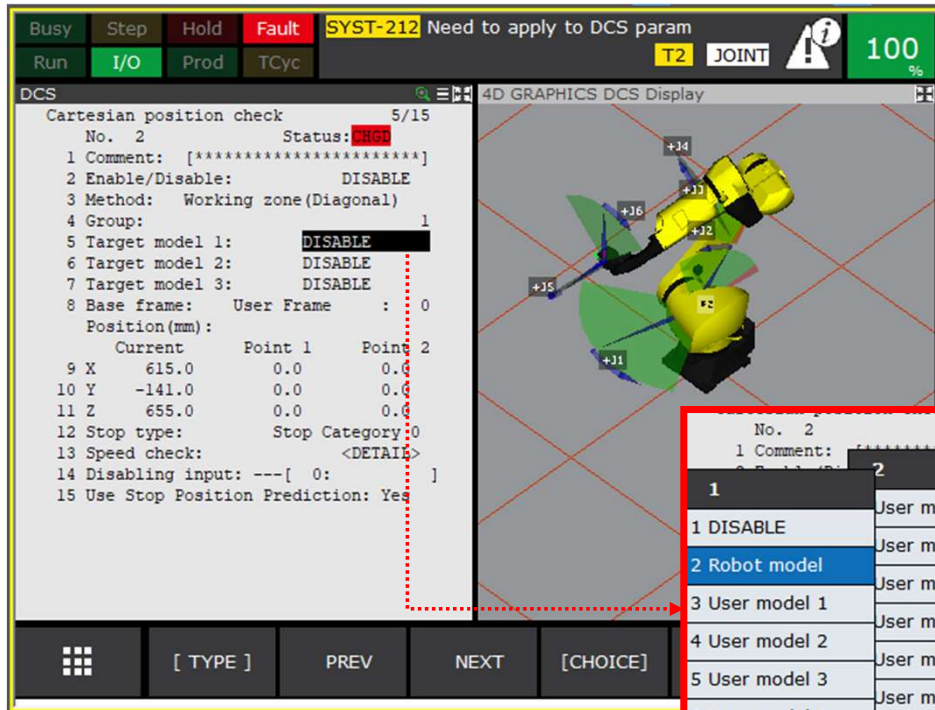 Busy Step Hold Fault SYST-212 Need to apply to DCS param
Run I/O Prod TCyc T2 JOINT 100 %
DCS
4D GRAPHICS DCS Display
Cartesian position check 5/15
No. 2 Status:CHGD
1 Comment: [***********************]
2 Enable/Disable: DISABLE
3 Method: Working zone(Diagonal)
4 Group: 1
5 Target model 1: DISABLE
6 Target model 2: DISABLE
7 Target model 3: DISABLE
8 Base frame: User Frame : 0
Position(mm):
Current Point 1 Point 2
9 X 615.0 0.0 0.0
10 Y -141.0 0.0 0.0
11 Z 655.0 0.0 0.0
12 Stop type: Stop Category 0
13 Speed check: <DETAIL>
14 Disabling input: ---[ 0: ]
15 Use Stop Position Prediction: Yes
+J4
+J3
+J6
+J2
+J5
+J1
No. 2
1 Comment: [********
1
2
1 DISABLE
2 Robot model
3 User model 1
4 User model 2
5 User model 3
User m
User m
User m
User m
User m
User m
[ TYPE ] PREV NEXT [CHOICE]